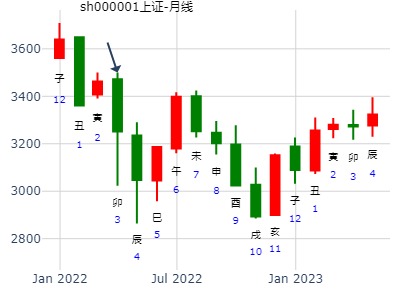 sh000001上证-月线
3600
3400
3200
3000
2800
子
12
丑
1
寅
2
卯
3
辰
4
巳
5
午
6
未
7
申
8
酉
9
戌
10
亥
11
子
12
丑
1
寅
2
卯
3
辰
4
Jan 2022
Jul 2022
Jan 2023